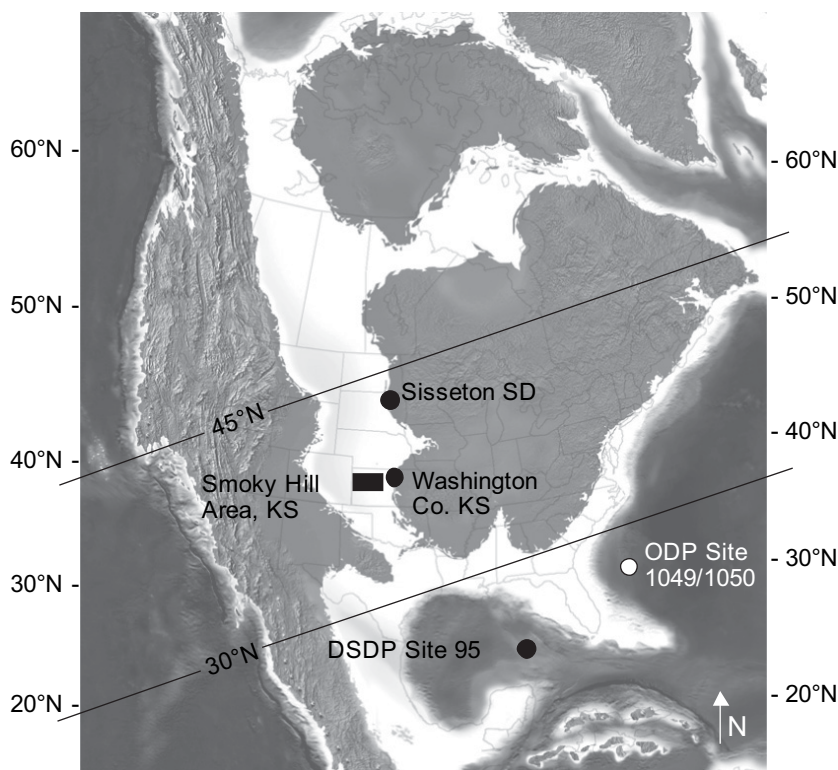 60°N -
- 60°N
50°N -
- 50°N
Sisseton SD
45°N
40°N -
- 40°N
Smoky Hill
Area, KS
Washington
Co. KS
ODP Site
1049/1050
30°N -
- 30°N
30°N
DSDP Site 95
20°N -
- 20°N
N